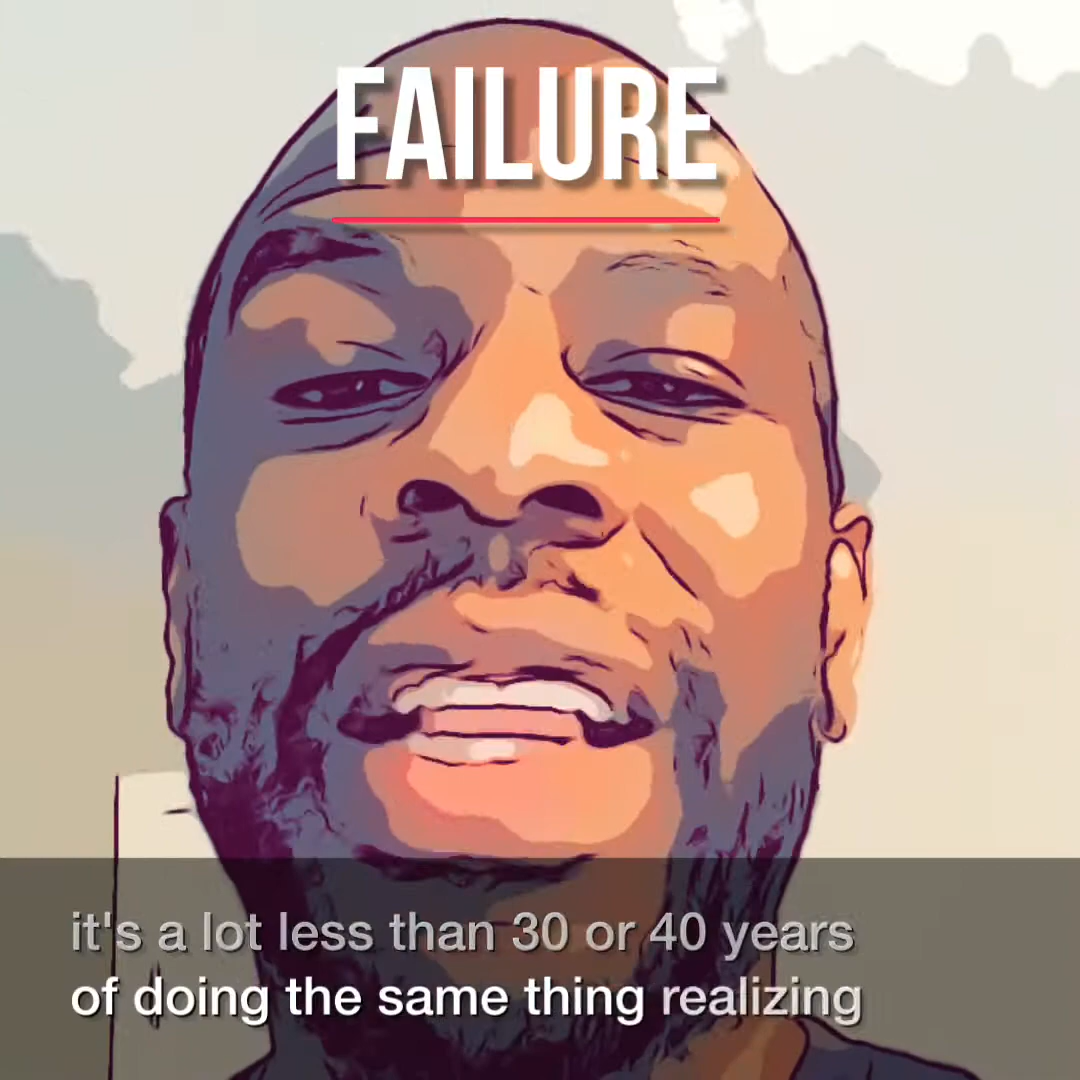 FAILURE
it's a lot less than 30 or 40 years
of doing the same thing realizing